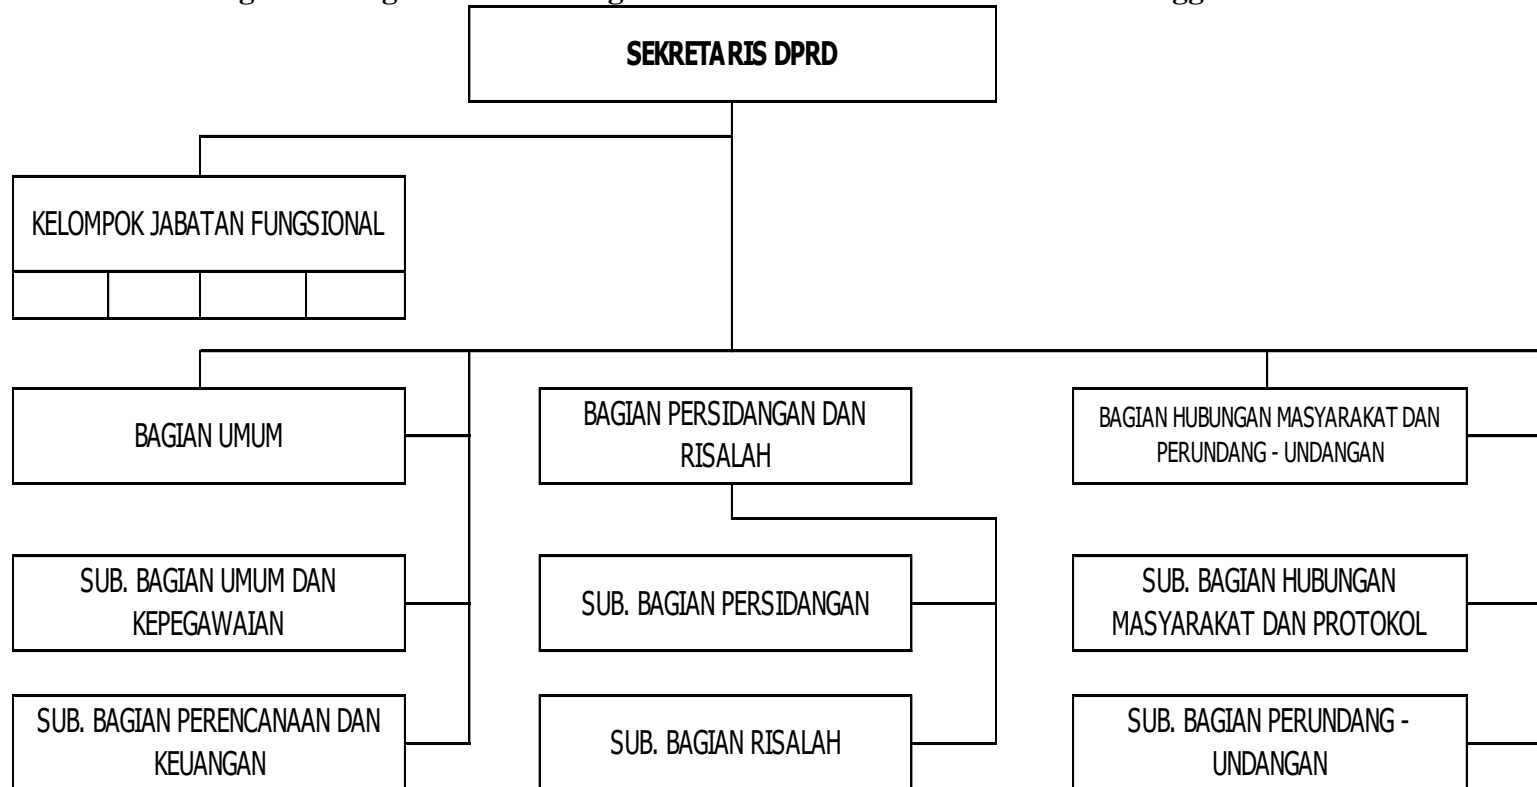 SEKRETARIS DPRD
KELOMPOK JABATAN FUNGSIONAL
BAGIAN UMUM
BAGIAN PERSIDANGAN DAN
RISALAH
BAGIAN HUBUNGAN MASYARAKAT DAN
PERUNDANG - UNDANGAN
SUB. BAGIAN UMUM DAN
KEPEGAWAIAN
SUB. BAGIAN PERSIDANGAN
SUB. BAGIAN HUBUNGAN
MASYARAKAT DAN PROTOKOL
SUB. BAGIAN PERENCANAAN DAN
KEUANGAN
SUB. BAGIAN RISALAH
SUB. BAGIAN PERUNDANG -
UNDANGAN